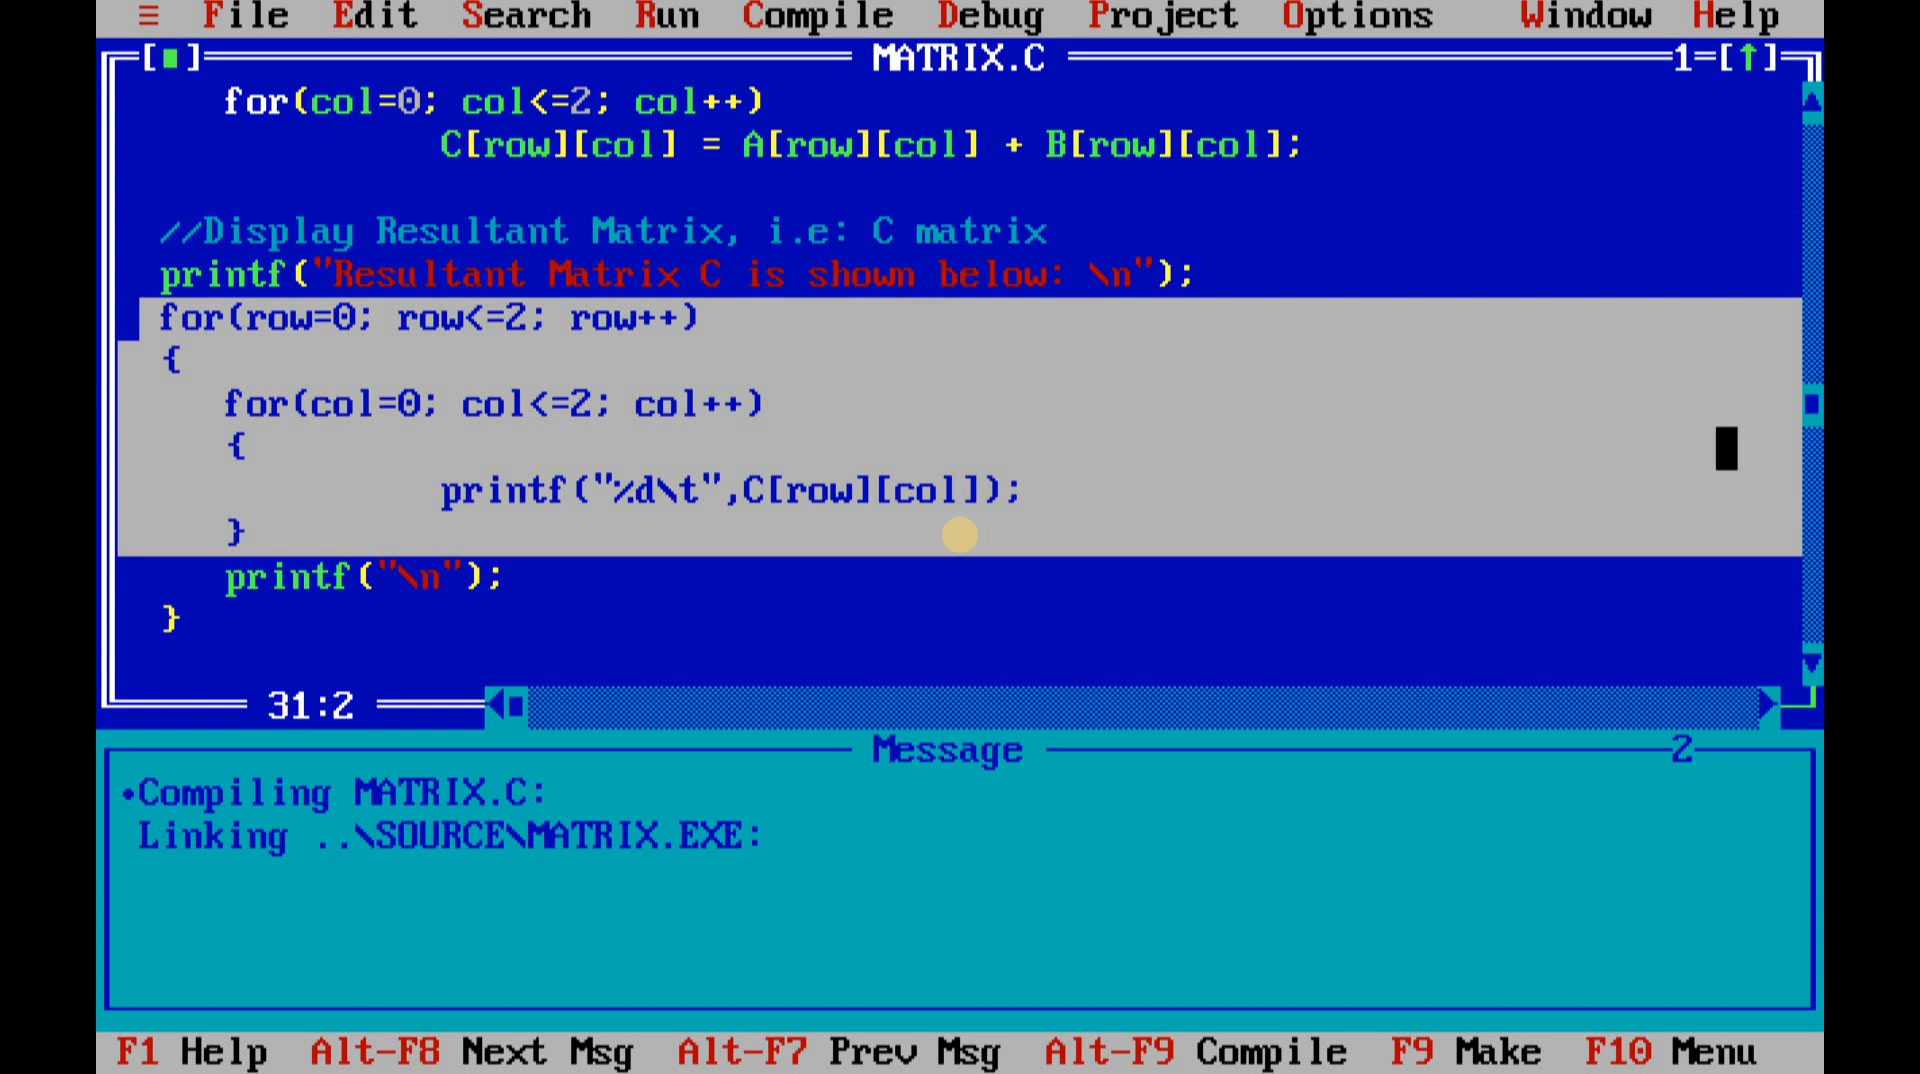 ≡ File Edit Search Run Compile Debug Project Options Window Help
[■] MATRIX.C 1=[↑]
for(col=0; col<=2; col++)
C[row][col] = A[row][col] + B[row][col];
//Display Resultant Matrix, i.e: C matrix
printf("Resultant Matrix C is shown below: \n");
for(row=0; row<=2; row++)
{
for(col=0; col<=2; col++)
{
printf("%d\t",C[row][col]);
}
printf("\n");
}
31:2
Message 2
•Compiling MATRIX.C:
Linking ..\SOURCE\MATRIX.EXE:
F1 Help Alt-F8 Next Msg Alt-F7 Prev Msg Alt-F9 Compile F9 Make F10 Menu